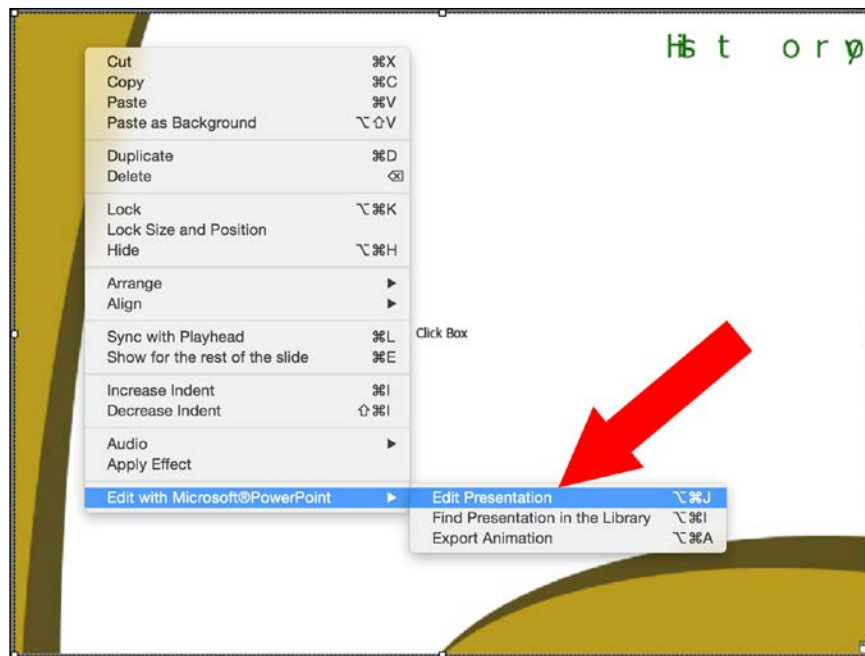 History
Cut ⌘X
Copy ⌘C
Paste ⌘V
Paste as Background ⌥⇧V
Duplicate ⌘D
Delete ⌫
Lock ⌥⌘K
Lock Size and Position
Hide ⌥⌘H
Arrange ▶
Align ▶
Sync with Playhead ⌘L
Click Box
Show for the rest of the slide ⌘E
Increase Indent ⌘I
Decrease Indent ⇧⌘I
Audio ▶
Apply Effect
Edit with Microsoft®PowerPoint ▶
Edit Presentation ⌥⌘J
Find Presentation in the Library ⌥⌘I
Export Animation ⌥⌘A